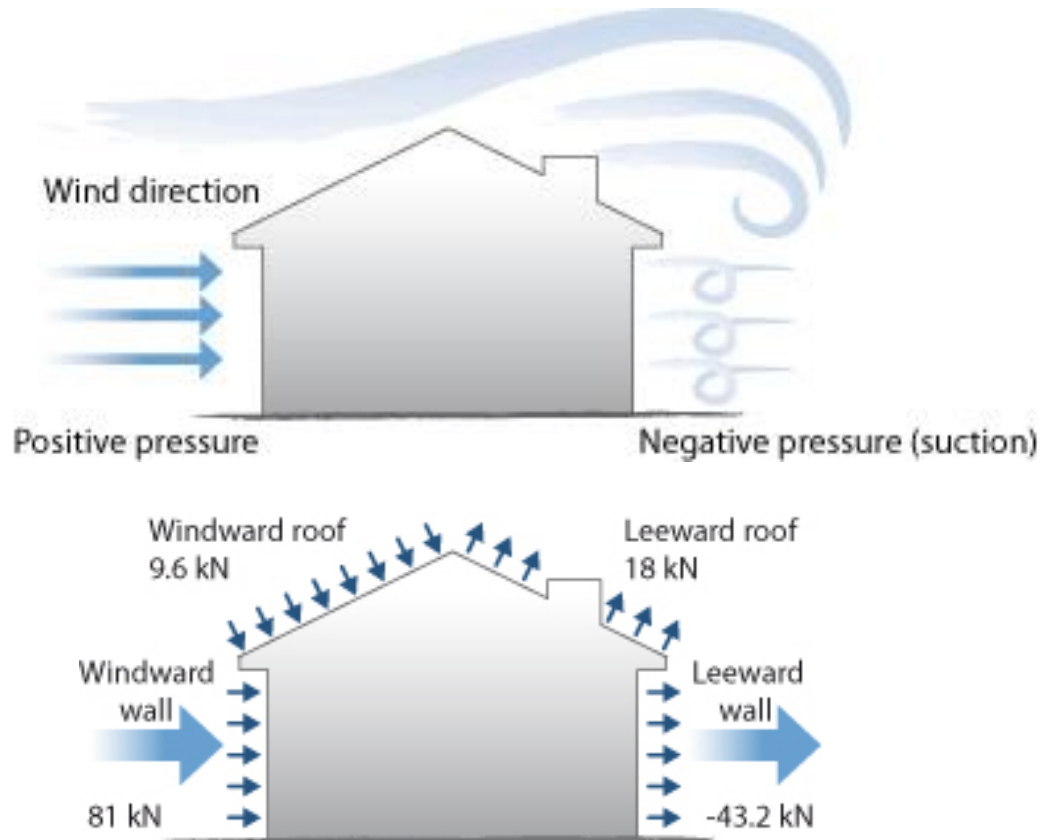 Wind direction
Positive pressure
Negative pressure (suction)
Windward roof
9.6 kN
Leeward roof
18 kN
Windward
wall
81 kN
Leeward
wall
-43.2 kN